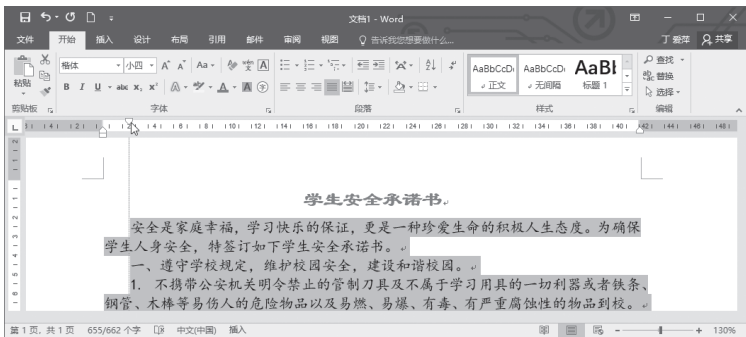 文档1 - Word
文件 开始 插入 设计 布局 引用 邮件 审阅 视图 告诉我您想要做什么... 丁爱萍 共享
粘贴 楷体 小四 A A Aa 查找
B I U abc x₂ x² A A A 替换
AaBbCcDt AaBbCcDt AaBl
正文 无间隔 标题 1 选择
剪贴板 字体 段落 样式 编辑
学生安全承诺书
安全是家庭幸福,学习快乐的保证,更是一种珍爱生命的积极人生态度。为确保
学生人身安全,特签订如下学生安全承诺书。
一、遵守学校规定,维护校园安全,建设和谐校园。
1. 不携带公安机关明令禁止的管制刀具及不属于学习用具的一切利器或者铁条、
钢管、木棒等易伤人的危险物品以及易燃、易爆、有毒、有严重腐蚀性的物品到校。
第 1 页,共 1 页 655/662 个字 中文(中国) 插入 130%